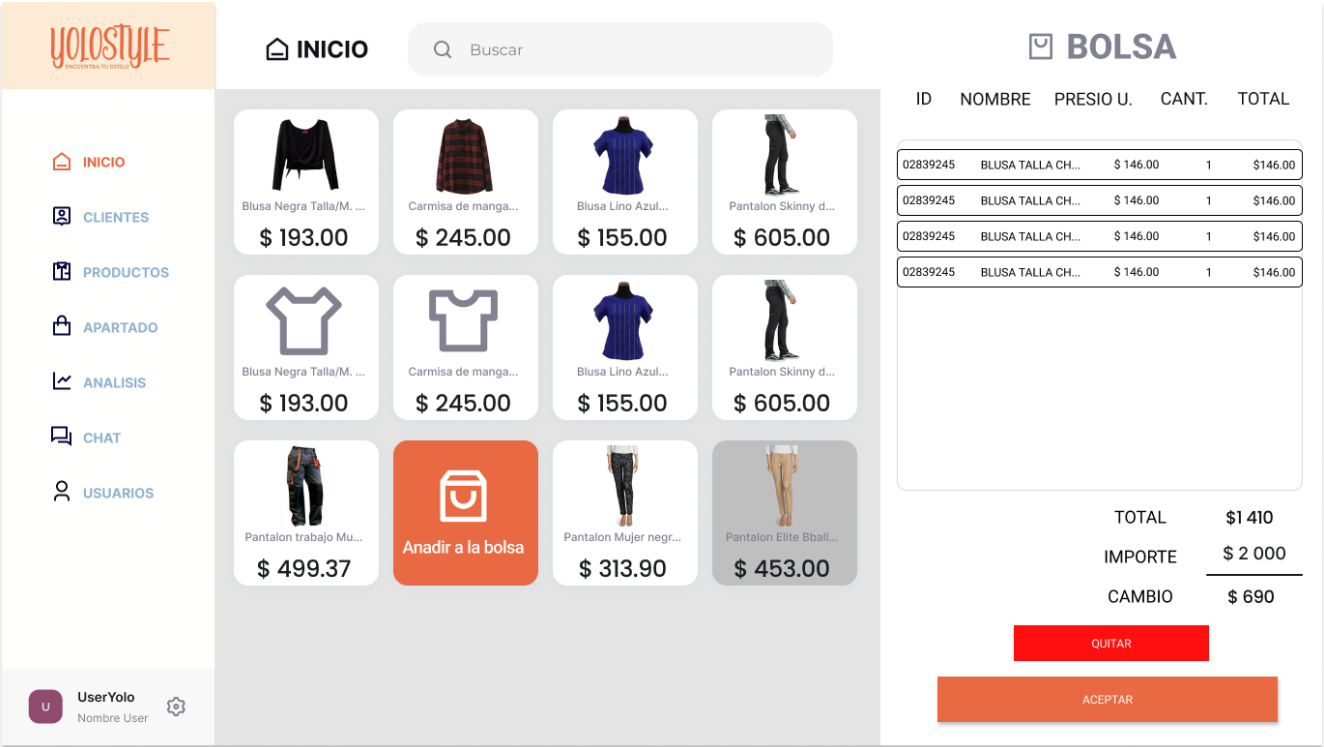 YOLOSTYLE
ENCUENTRA TU ESTILO
INICIO
CLIENTES
PRODUCTOS
APARTADO
ANALISIS
CHAT
USUARIOS
U
UserYolo
Nombre User
INICIO
Buscar
Blusa Negra Talla/M. ...
$ 193.00
Carmisa de manga...
$ 245.00
Blusa Lino Azul...
$ 155.00
Pantalon Skinny d...
$ 605.00
Blusa Negra Talla/M. ...
$ 193.00
Carmisa de manga...
$ 245.00
Blusa Lino Azul...
$ 155.00
Pantalon Skinny d...
$ 605.00
Pantalon trabajo Mu...
$ 499.37
Anadir a la bolsa
Pantalon Mujer negr...
$ 313.90
Pantalon Elite Bball...
$ 453.00
BOLSA
ID NOMBRE PRESIO U. CANT. TOTAL
02839245 BLUSA TALLA CH... $ 146.00 1 $146.00
02839245 BLUSA TALLA CH... $ 146.00 1 $146.00
02839245 BLUSA TALLA CH... $ 146.00 1 $146.00
02839245 BLUSA TALLA CH... $ 146.00 1 $146.00
TOTAL $1 410
IMPORTE $ 2 000
CAMBIO $ 690
QUITAR
ACEPTAR